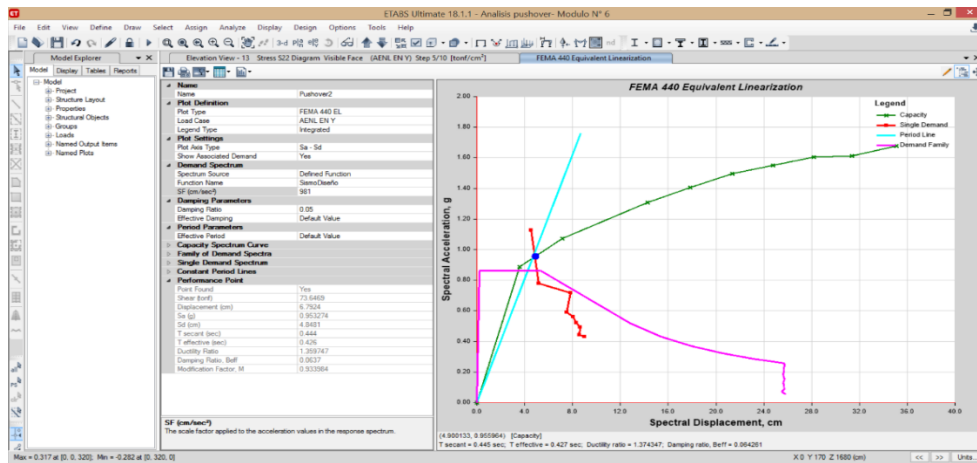 ETABS Ultimate 18.1.1 - Analisis pushover- Modulo N° 6
File Edit View Define Draw Select Assign Analyze Display Design Options Tools Help
Model Explorer
Elevation View - 13 Stress S22 Diagram Visible Face (AENL EN Y) Step 5/10 [tonf/cm²]
FEMA 440 Equivalent Linearization
Model Display Tables Reports
Model
Project
Structure Layout
Properties
Structural Objects
Groups
Loads
Named Output Items
Named Plots
Name
Name Pushover2
Plot Definition
Plot Type FEMA 440 EL
Load Case AENL EN Y
Legend Type Integrated
Plot Settings
Plot Axis Type Sa - Sd
Show Associated Demand Yes
Demand Spectrum
Spectrum Source Defined Function
Function Name SismoDiseño
SF (cm/sec²) 981
Damping Parameters
Damping Ratio 0.05
Effective Damping Default Value
Period Parameters
Effective Period Default Value
Capacity Spectrum Curve
Family of Demand Spectra
Single Demand Spectrum
Constant Period Lines
Performance Point
Point Found Yes
Shear (tonf) 73.6469
Displacement (cm) 6.7924
Sa (g) 0.953274
Sd (cm) 4.8481
T secant (sec) 0.444
T effective (sec) 0.426
Ductility Ratio 1.359747
Damping Ratio, Beff 0.0637
Modification Factor, M 0.933984
SF (cm/sec²)
The scale factor applied to the acceleration values in the response spectrum.
FEMA 440 Equivalent Linearization
Legend
Capacity
Single Demand
Period Line
Demand Family
Spectral Acceleration, g
2.00
1.80
1.60
1.40
1.20
1.00
0.80
0.60
0.40
0.20
0.00
0.0 4.0 8.0 12.0 16.0 20.0 24.0 28.0 32.0 36.0 40.0
Spectral Displacement, cm
(4.900133, 0.955964) [Capacity]
T secant = 0.445 sec; T effective = 0.427 sec; Ductility ratio = 1.374347; Damping ratio, Beff = 0.064261
Max = 0.317 at [0, 0, 320]; Min = -0.282 at [0, 320, 0]
X 0 Y 170 Z 1680 (cm)
<< >> Units...